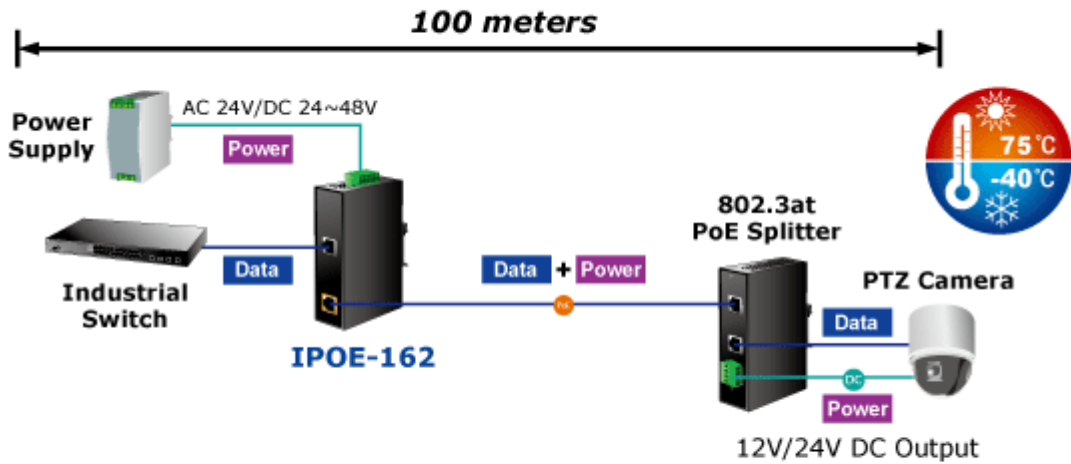 100 meters
Power
Supply
AC 24V/DC 24~48V
Power
75°C
-40°C
802.3at
PoE Splitter
Industrial
Switch
Data
Data + Power
PoE
IPOE-162
PTZ Camera
Data
DC
Power
12V/24V DC Output